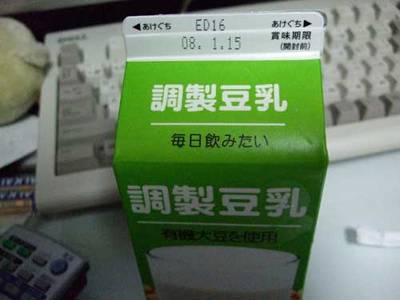 ◀あけぐち ED16 あけぐち▶
08. 1.15 賞味期限
(開封前)
調製豆乳
毎日飲みたい
調製豆乳
有機大豆を使用